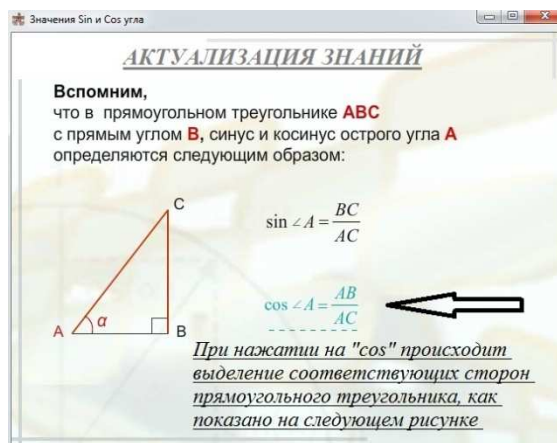 Значения Sin и Cos угла
АКТУАЛИЗАЦИЯ ЗНАНИЙ
Вспомним,
что в прямоугольном треугольнике ABC
с прямым углом B, синус и косинус острого угла A
определяются следующим образом:
C
sin ∠A = BC/AC
cos ∠A = AB/AC
A α B
При нажатии на "cos" происходит
выделение соответствующих сторон
прямоугольного треугольника, как
показано на следующем рисунке